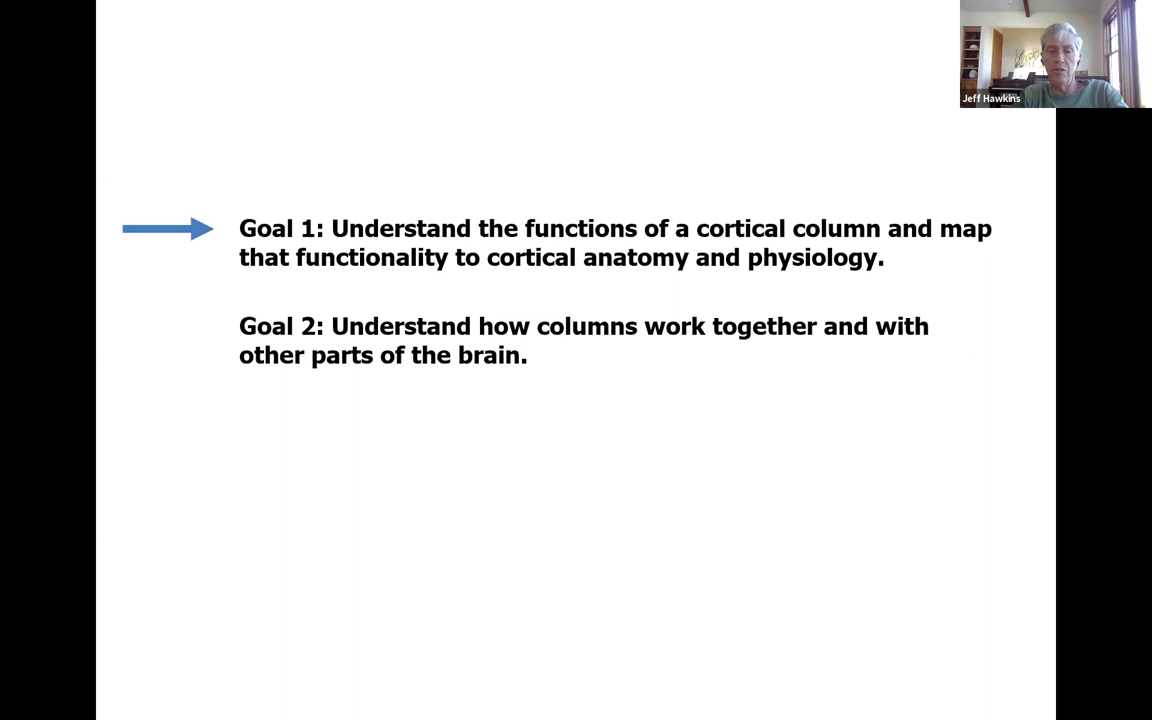 Jeff Hawkins
Goal 1: Understand the functions of a cortical column and map
that functionality to cortical anatomy and physiology.
Goal 2: Understand how columns work together and with
other parts of the brain.